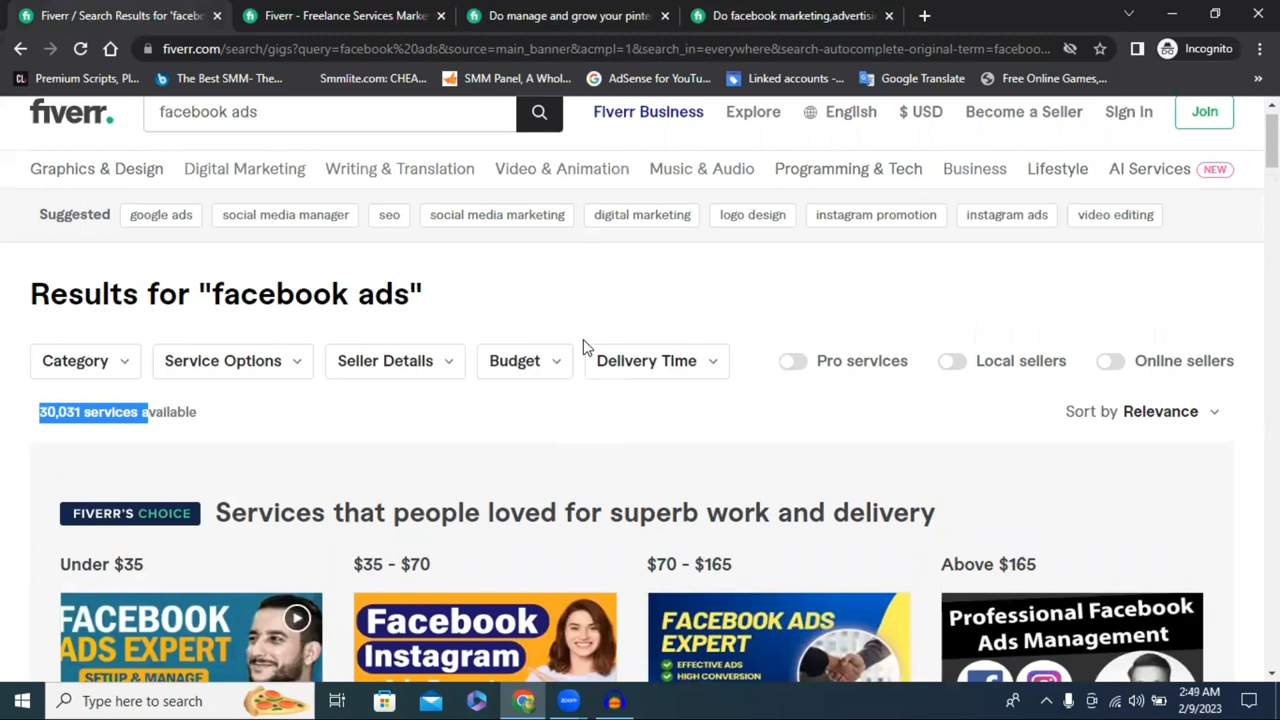 Fiverr / Search Results for 'facebo
Fiverr - Freelance Services Marke
Do manage and grow your pinte
Do facebook marketing,advertisi
fiverr.com/search/gigs?query=facebook%20ads&source=main_banner&acmpl=1&search_in=everywhere&search-autocomplete-original-term=faceboo...
Incognito
Premium Scripts, Pl...
The Best SMM- The...
Smmlite.com: CHEA...
SMM Panel, A Whol...
AdSense for YouTu...
Linked accounts -...
Google Translate
Free Online Games,...
fiverr.
facebook ads
Fiverr Business
Explore
English
$ USD
Become a Seller
Sign in
Join
Graphics & Design
Digital Marketing
Writing & Translation
Video & Animation
Music & Audio
Programming & Tech
Business
Lifestyle
AI Services NEW
Suggested
google ads
social media manager
seo
social media marketing
digital marketing
logo design
instagram promotion
instagram ads
video editing
Results for "facebook ads"
Category
Service Options
Seller Details
Budget
Delivery Time
Pro services
Local sellers
Online sellers
30,031 services available
Sort by Relevance
FIVERR'S CHOICE
Services that people loved for superb work and delivery
Under $35
$35 - $70
$70 - $165
Above $165
FACEBOOK
ADS EXPERT
SETUP & MANAGE
Facebook
Instagram
FACEBOOK ADS
EXPERT
EFFECTIVE ADS
HIGH CONVERSION
Professional Facebook
Ads Management
Type here to search
2:49 AM
2/9/2023